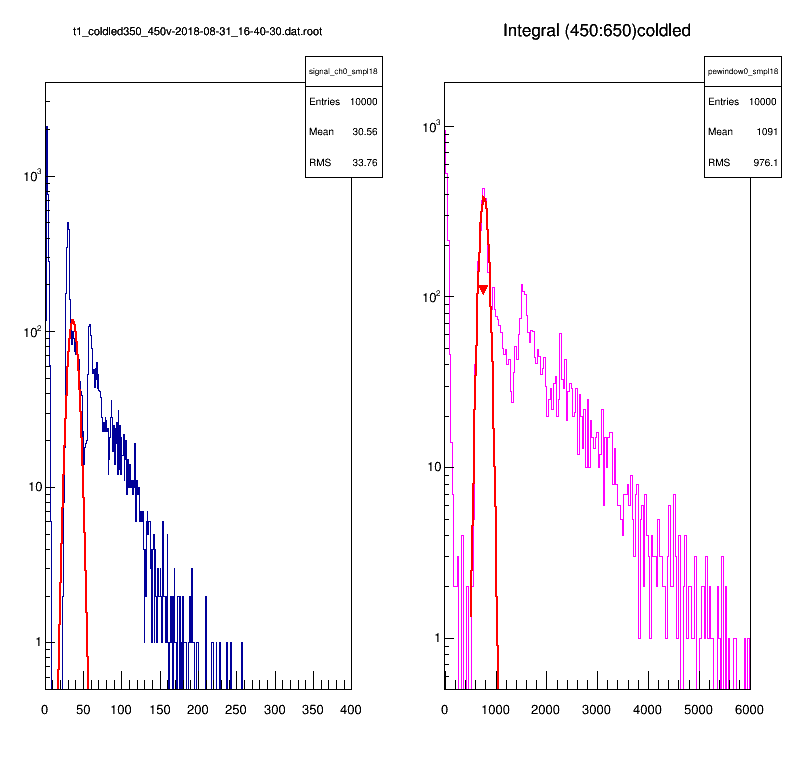 t1_coldled350_450v-2018-08-31_16-40-30.dat.root
signal_ch0_smpl18
Entries 10000
Mean 30.56
RMS 33.76
10³
10²
10
1
0 50 100 150 200 250 300 350 400
Integral (450:650)coldled
pewindow0_smpl18
Entries 10000
Mean 1091
RMS 976.1
10³
10²
10
1
0 1000 2000 3000 4000 5000 6000